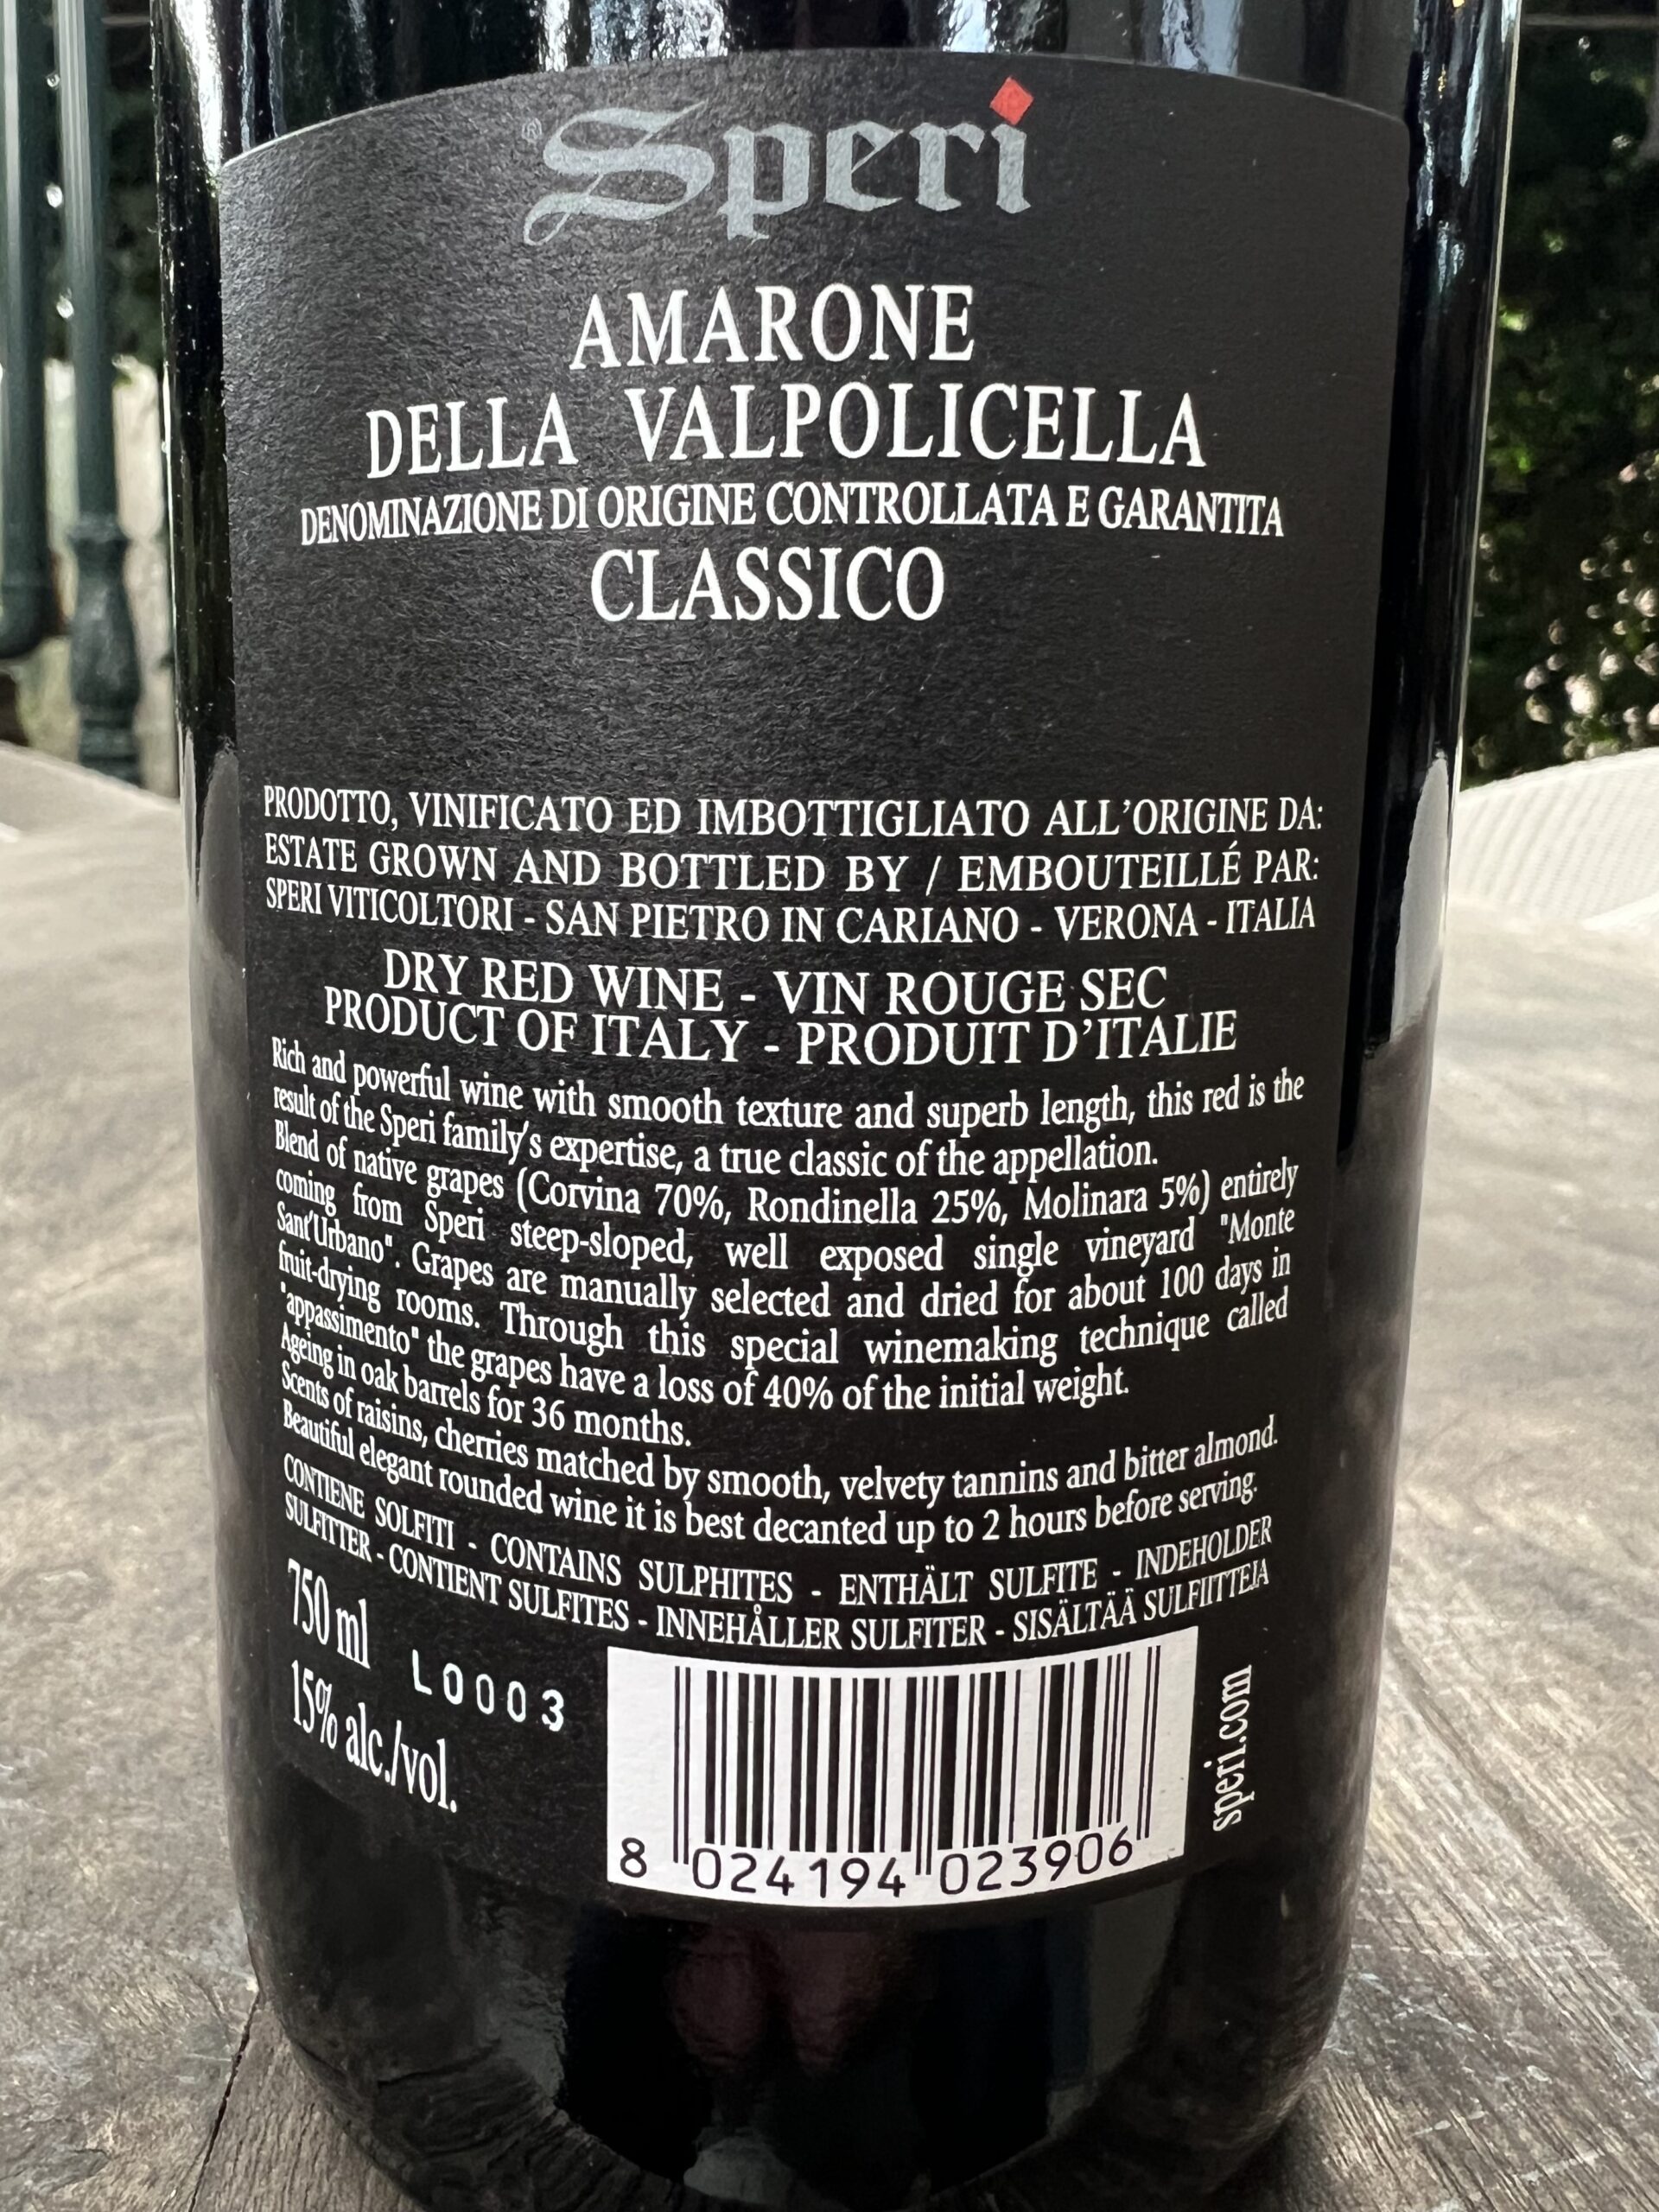 ® Speri
AMARONE
DELLA VALPOLICELLA
DENOMINAZIONE DI ORIGINE CONTROLLATA E GARANTITA
CLASSICO
PRODOTTO, VINIFICATO ED IMBOTTIGLIATO ALL'ORIGINE DA:
ESTATE GROWN AND BOTTLED BY / EMBOUTEILLÉ PAR:
SPERI VITICOLTORI - SAN PIETRO IN CARIANO - VERONA - ITALIA
DRY RED WINE - VIN ROUGE SEC
PRODUCT OF ITALY - PRODUIT D'ITALIE
Rich and powerful wine with smooth texture and superb length, this red is the
result of the Speri family's expertise, a true classic of the appellation.
Blend of native grapes (Corvina 70%, Rondinella 25%, Molinara 5%) entirely
coming from Speri steep-sloped, well exposed single vineyard "Monte
Sant'Urbano". Grapes are manually selected and dried for about 100 days in
fruit-drying rooms. Through this special winemaking technique called
"appassimento" the grapes have a loss of 40% of the initial weight.
Ageing in oak barrels for 36 months.
Scents of raisins, cherries matched by smooth, velvety tannins and bitter almond.
Beautiful elegant rounded wine it is best decanted up to 2 hours before serving.
CONTIENE SOLFITI - CONTAINS SULPHITES - ENTHÄLT SULFITE - INDEHOLDER
SULFITTER - CONTIENT SULFITES - INNEHÅLLER SULFITER - SISÄLTÄÄ SULFIITTEJA
750 ml
L0003
15% alc./vol.
8 024194 023906
speri.com